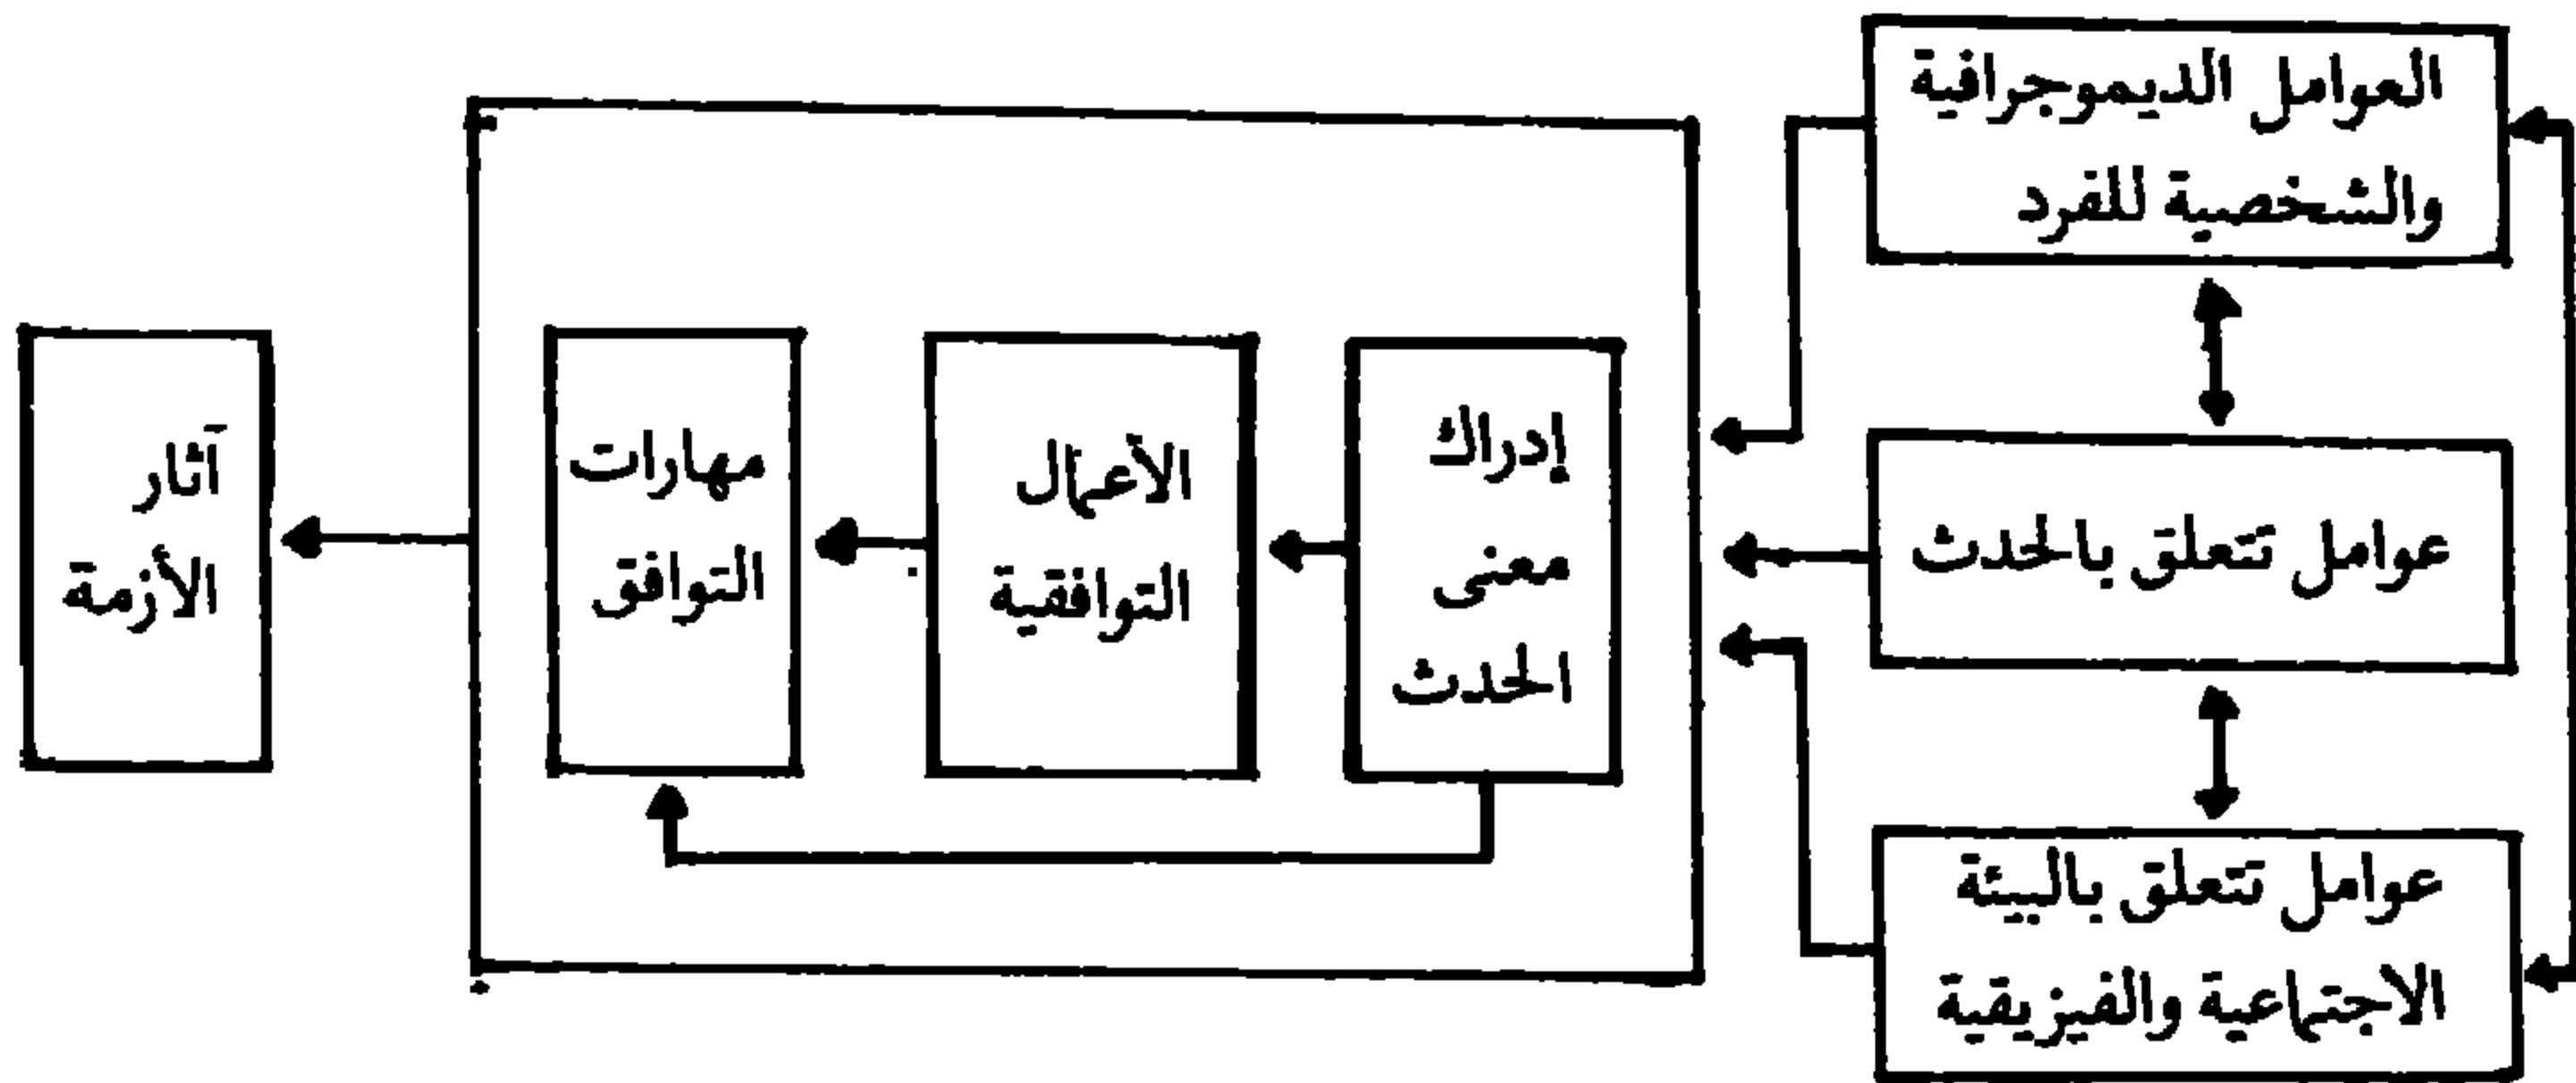 العوامل الديموجرافية
والشخصية للفرد
عوامل تتعلق بالحدث
عوامل تتعلق بالبيئة
الاجتماعية والفيزيقية
إدراك
معنى
الحدث
الأعمال
التوافقية
مهارات
التوافق
آثار
الأزمة